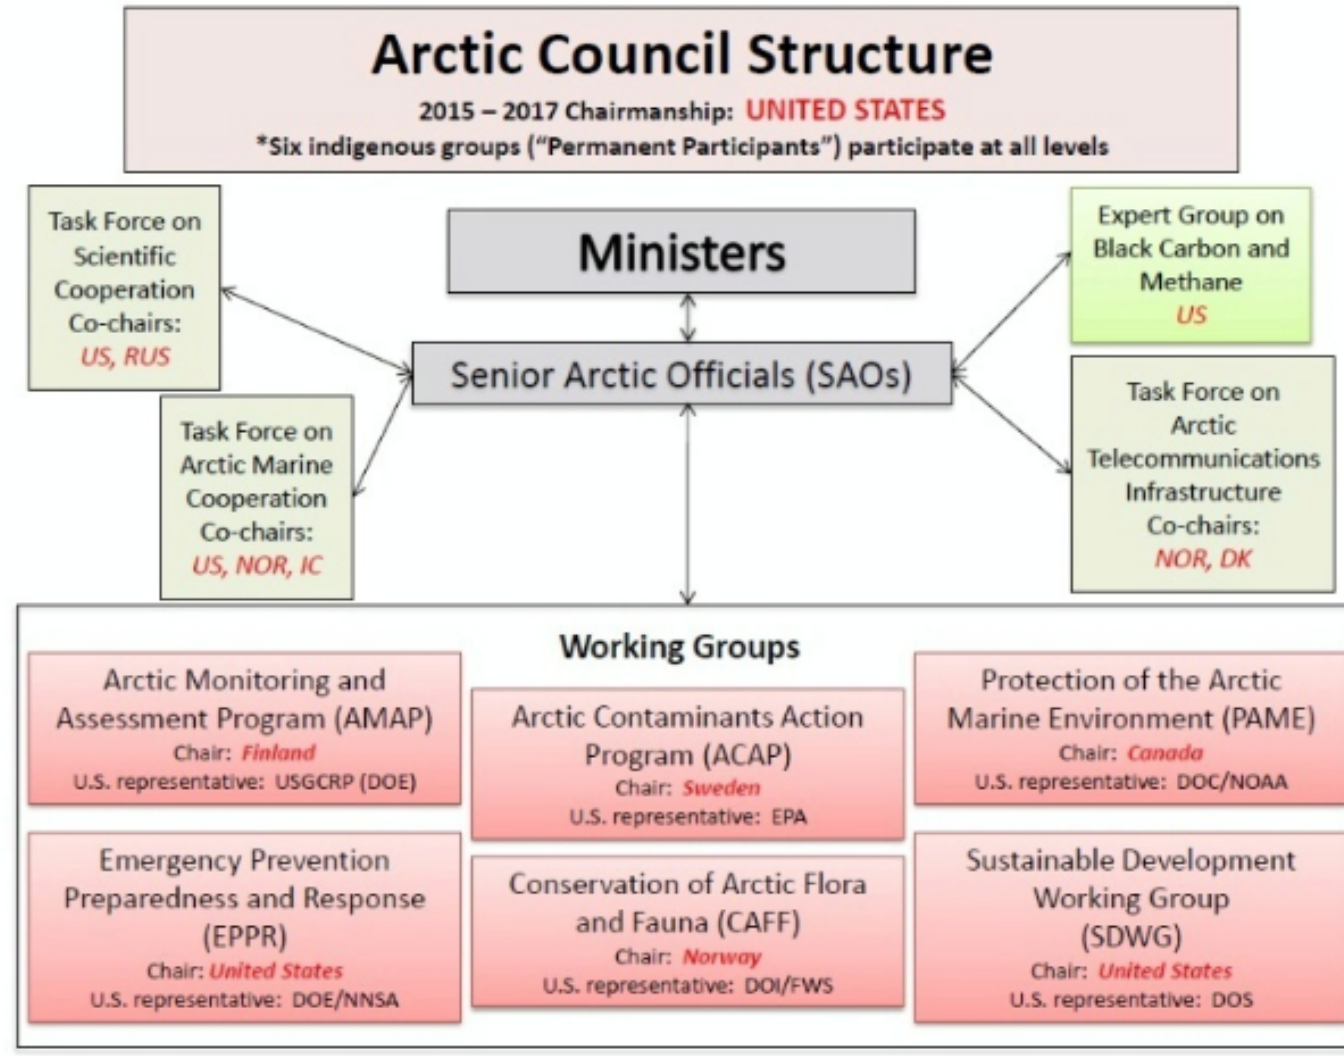 Arctic Council Structure
2015 – 2017 Chairmanship: UNITED STATES
*Six indigenous groups (“Permanent Participants”) participate at all levels
Task Force on
Scientific
Cooperation
Co-chairs:
US, RUS
Ministers
Expert Group on
Black Carbon and
Methane
US
Senior Arctic Officials (SAOs)
Task Force on
Arctic Marine
Cooperation
Co-chairs:
US, NOR, IC
Task Force on
Arctic
Telecommunications
Infrastructure
Co-chairs:
NOR, DK
Working Groups
Arctic Monitoring and
Assessment Program (AMAP)
Chair: Finland
U.S. representative: USGCRP (DOE)
Arctic Contaminants Action
Program (ACAP)
Chair: Sweden
U.S. representative: EPA
Protection of the Arctic
Marine Environment (PAME)
Chair: Canada
U.S. representative: DOC/NOAA
Emergency Prevention
Preparedness and Response
(EPPR)
Chair: United States
U.S. representative: DOE/NNSA
Conservation of Arctic Flora
and Fauna (CAFF)
Chair: Norway
U.S. representative: DOI/FWS
Sustainable Development
Working Group
(SDWG)
Chair: United States
U.S. representative: DOS